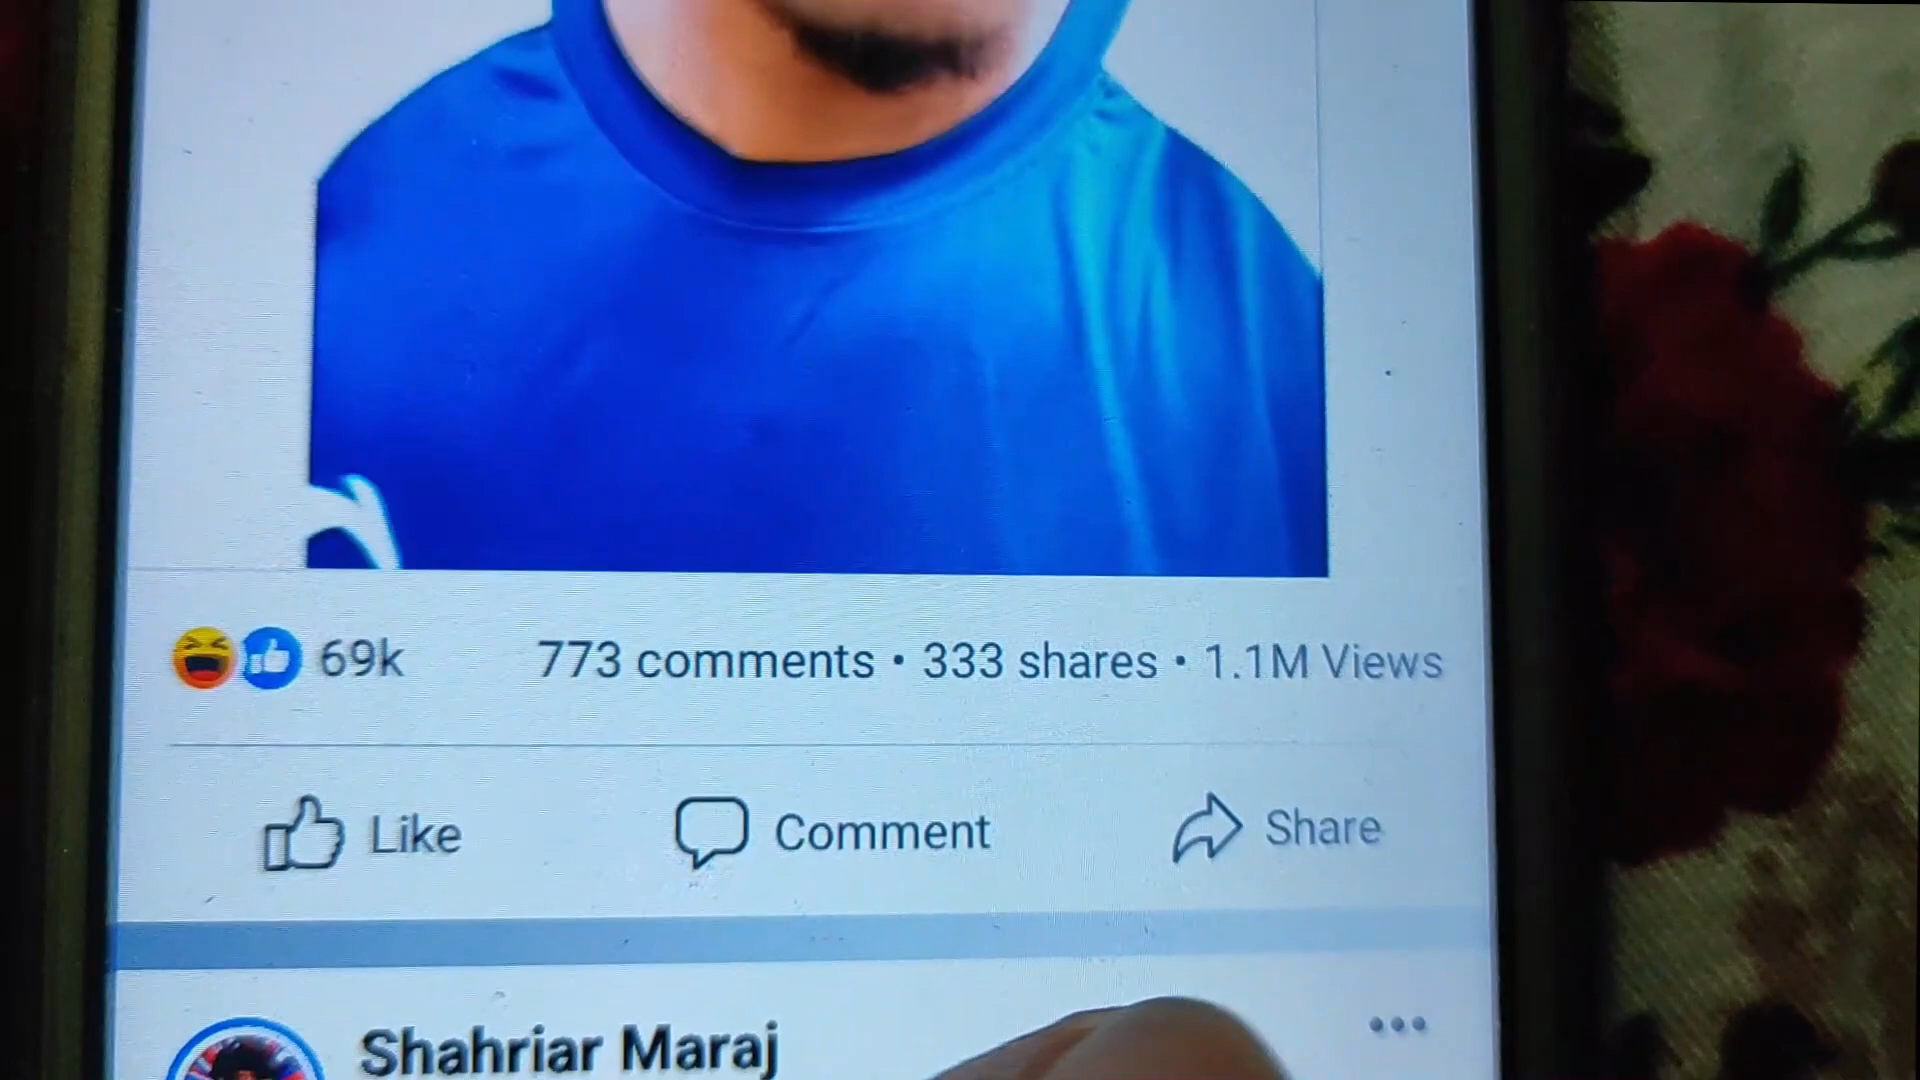 69k 773 comments • 333 shares • 1.1M Views
Like Comment Share
Shahriar Maraj